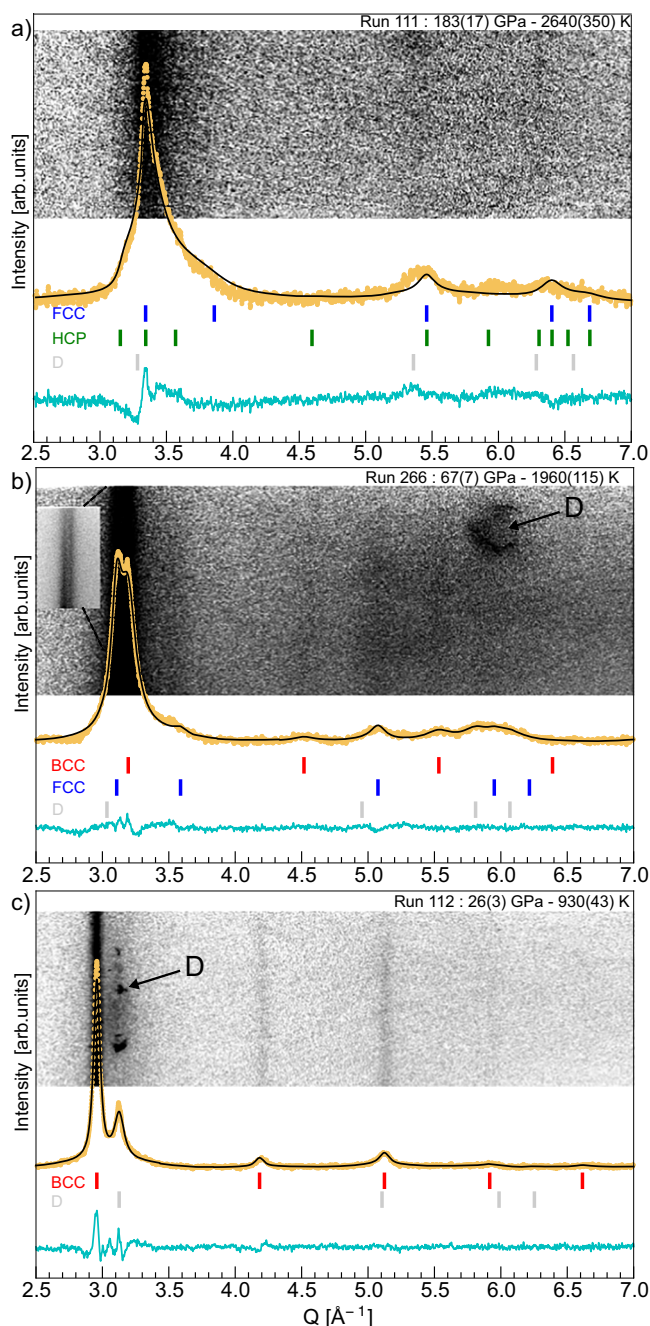 a)
Run 111 : 183(17) GPa - 2640(350) K
Intensity [arb.units]
FCC
HCP
D
2.5 3.0 3.5 4.0 4.5 5.0 5.5 6.0 6.5 7.0
b)
Run 266 : 67(7) GPa - 1960(115) K
D
Intensity [arb.units]
BCC
FCC
D
2.5 3.0 3.5 4.0 4.5 5.0 5.5 6.0 6.5 7.0
c)
Run 112 : 26(3) GPa - 930(43) K
D
Intensity [arb.units]
BCC
D
2.5 3.0 3.5 4.0 4.5 5.0 5.5 6.0 6.5 7.0
Q [Å⁻¹]